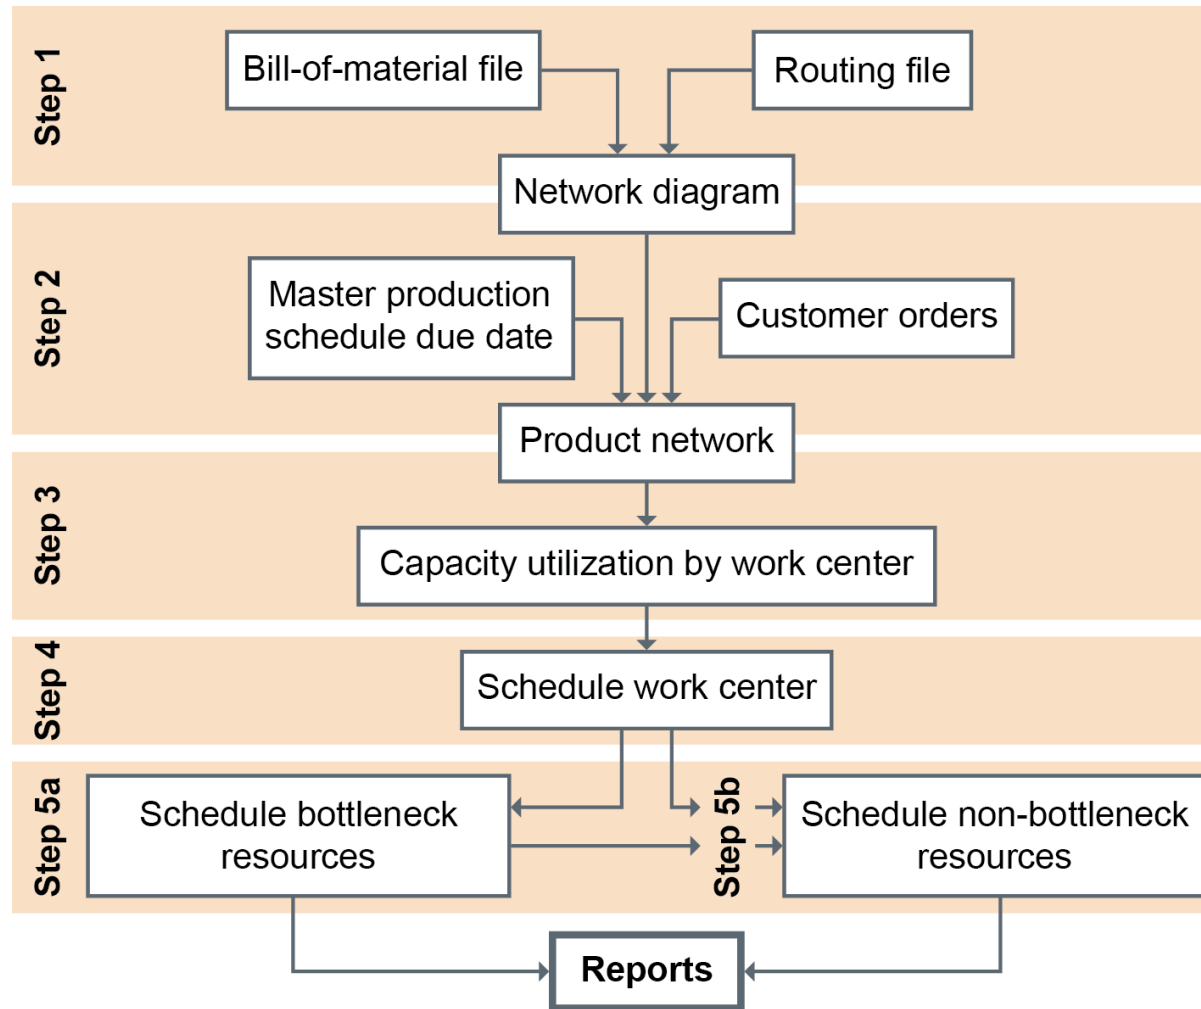 Step 1
Bill-of-material file
Routing file
Network diagram
Step 2
Master production
schedule due date
Customer orders
Product network
Step 3
Capacity utilization by work center
Step 4
Schedule work center
Step 5a
Schedule bottleneck
resources
Step 5b
Schedule non-bottleneck
resources
Reports